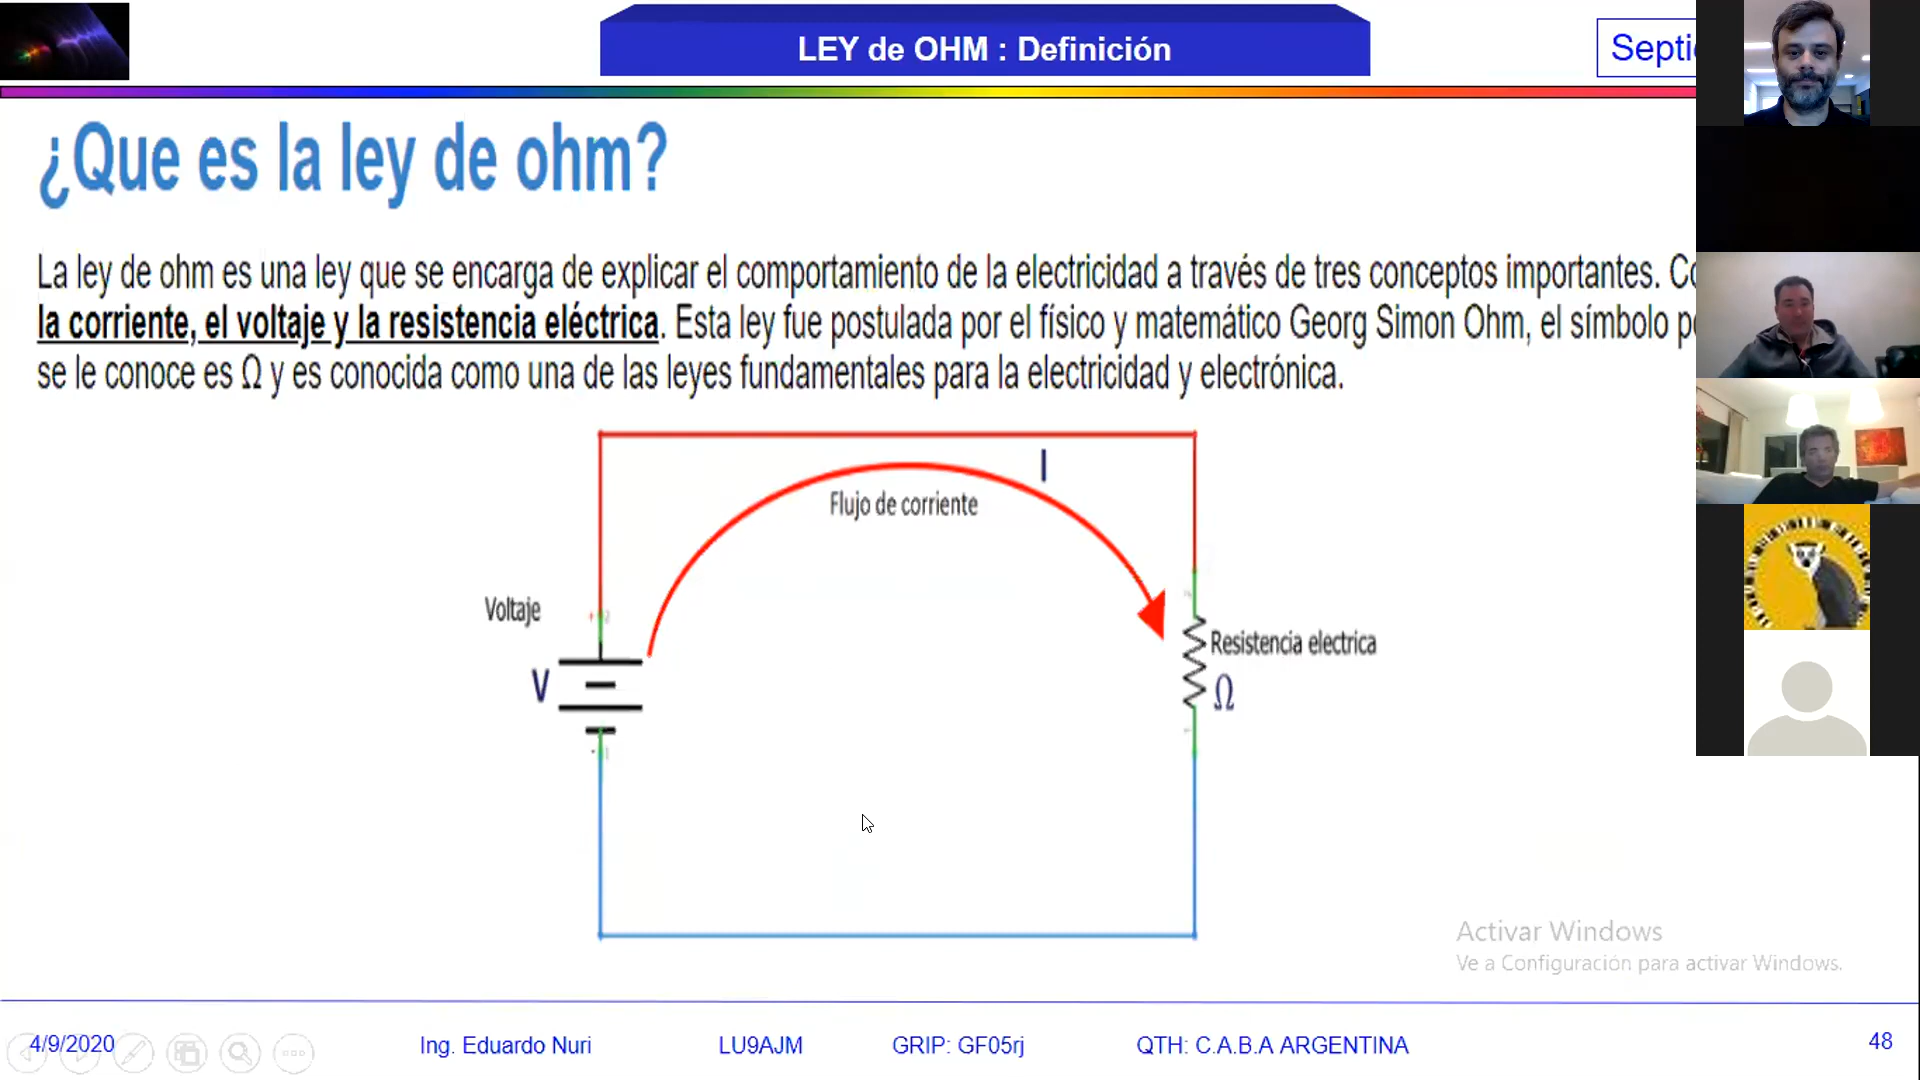 LEY de OHM : Definición
Septi
¿Que es la ley de ohm?
La ley de ohm es una ley que se encarga de explicar el comportamiento de la electricidad a través de tres conceptos importantes. Co
la corriente, el voltaje y la resistencia eléctrica. Esta ley fue postulada por el físico y matemático Georg Simon Ohm, el símbolo p
se le conoce es Ω y es conocida como una de las leyes fundamentales para la electricidad y electrónica.
I
Flujo de corriente
Voltaje
+
V
Resistencia electrica
Ω
Activar Windows
Ve a Configuración para activar Windows.
4/9/2020
Ing. Eduardo Nuri
LU9AJM
GRIP: GF05rj
QTH: C.A.B.A ARGENTINA
48